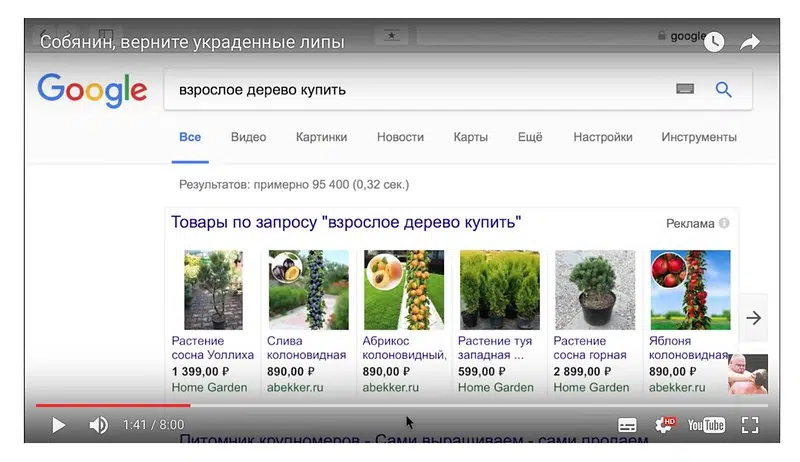 Собянин, верните украденные липы
google
Google
взрослое дерево купить
Все Видео Картинки Новости Карты Ещё Настройки Инструменты
Результатов: примерно 95 400 (0,32 сек.)
Товары по запросу "взрослое дерево купить"
Реклама
Растение сосна Уоллиха
1 399,00 ₽
Home Garden
Слива колоновидная
890,00 ₽
abekker.ru
Абрикос колоновидный,
890,00 ₽
abekker.ru
Растение туя западная ...
599,00 ₽
Home Garden
Растение сосна горная
2 899,00 ₽
Home Garden
Яблоня колоновидная
890,00 ₽
abekker.ru
1:41 / 8:00
HD
YouTube
Питомник крупномеров - Сами выращиваем - сами продаем